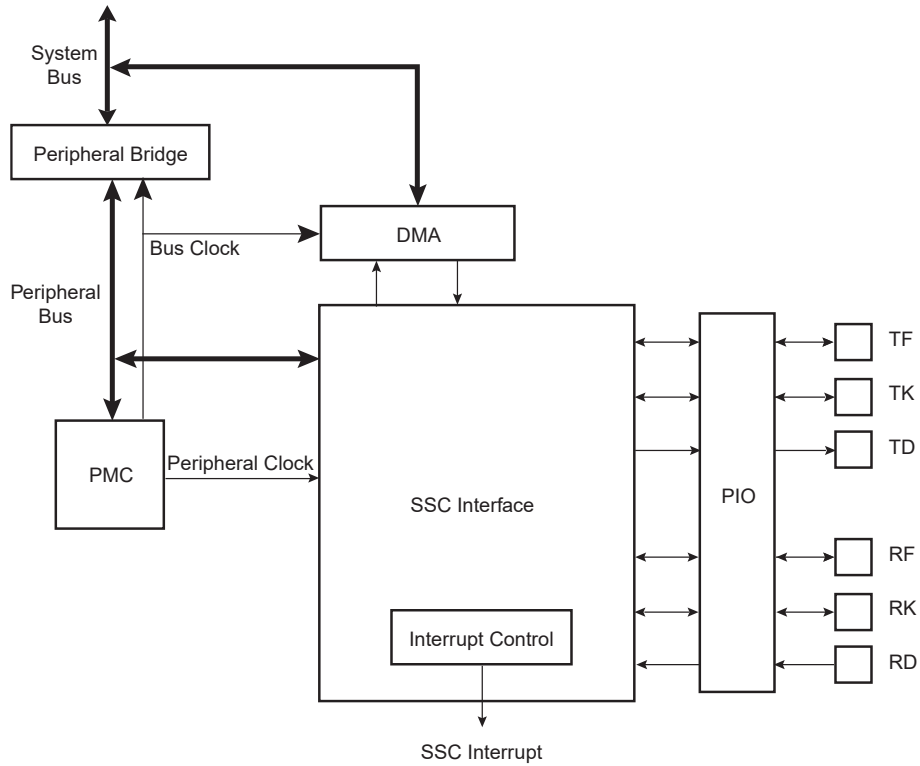 System
Bus
Peripheral Bridge
Bus Clock
DMA
Peripheral
Bus
PMC
Peripheral Clock
SSC Interface
PIO
TF
TK
TD
RF
RK
RD
Interrupt Control
SSC Interrupt